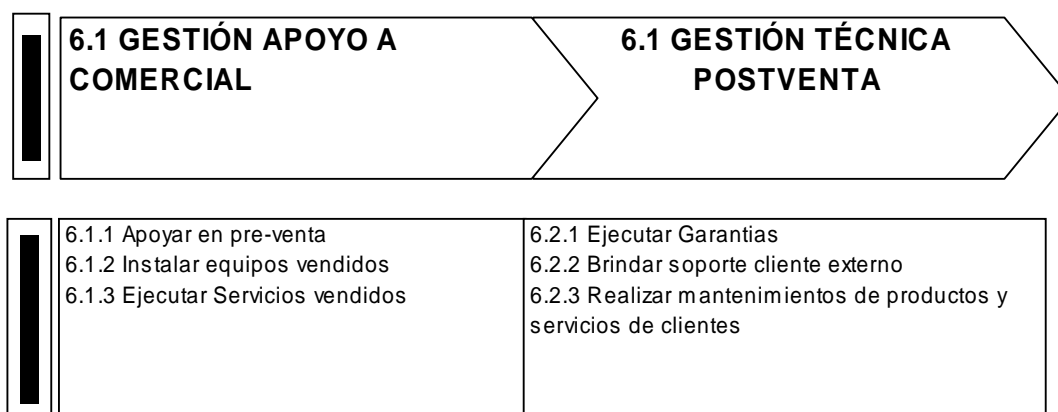 6.1 GESTIÓN APOYO A
COMERCIAL
6.1 GESTIÓN TÉCNICA
POSTVENTA
6.1.1 Apoyar en pre-venta
6.1.2 Instalar equipos vendidos
6.1.3 Ejecutar Servicios vendidos
6.2.1 Ejecutar Garantias
6.2.2 Brindar soporte cliente externo
6.2.3 Realizar mantenimientos de productos y
servicios de clientes